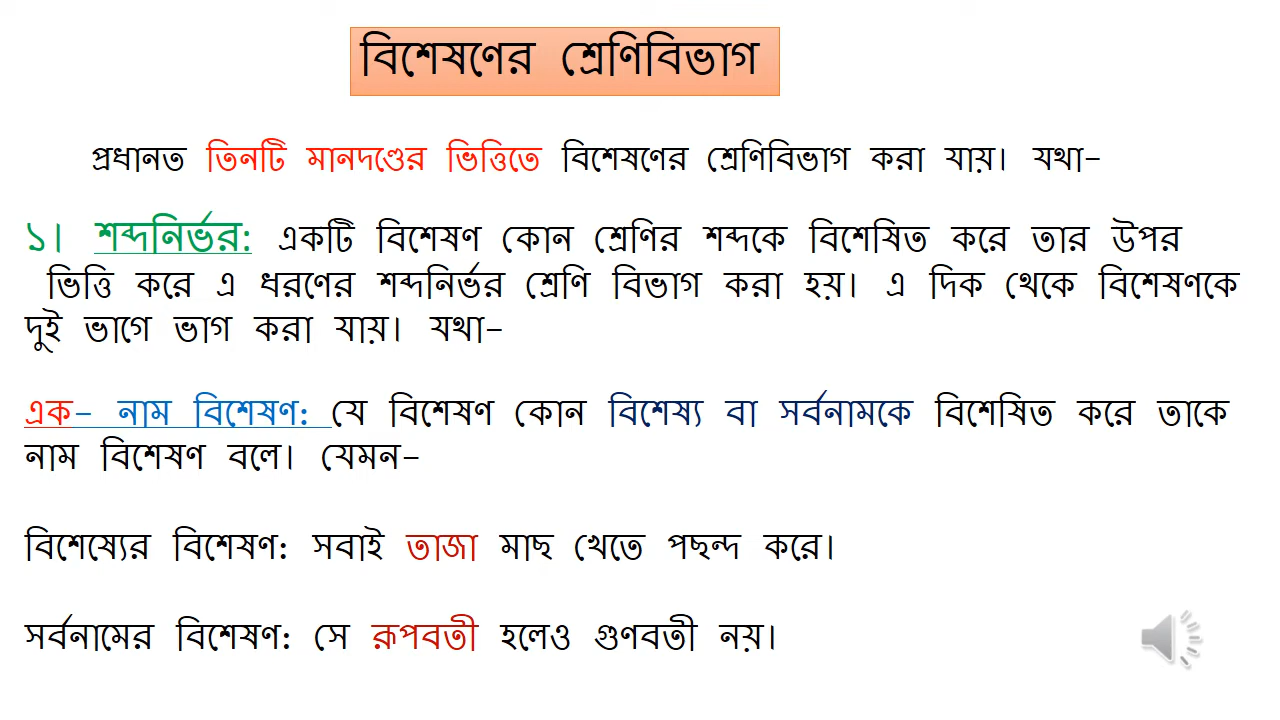 বিশেষণের শ্রেণিবিভাগ
প্রধানত তিনটি মানদণ্ডের ভিত্তিতে বিশেষণের শ্রেণিবিভাগ করা যায়। যথা-
১। শব্দনির্ভর: একটি বিশেষণ কোন শ্রেণির শব্দকে বিশেষিত করে তার উপর
ভিত্তি করে এ ধরণের শব্দনির্ভর শ্রেণি বিভাগ করা হয়। এ দিক থেকে বিশেষণকে
দুই ভাগে ভাগ করা যায়। যথা-
এক- নাম বিশেষণ: যে বিশেষণ কোন বিশেষ্য বা সর্বনামকে বিশেষিত করে তাকে
নাম বিশেষণ বলে। যেমন-
বিশেষ্যের বিশেষণ: সবাই তাজা মাছ খেতে পছন্দ করে।
সর্বনামের বিশেষণ: সে রূপবতী হলেও গুণবতী নয়।